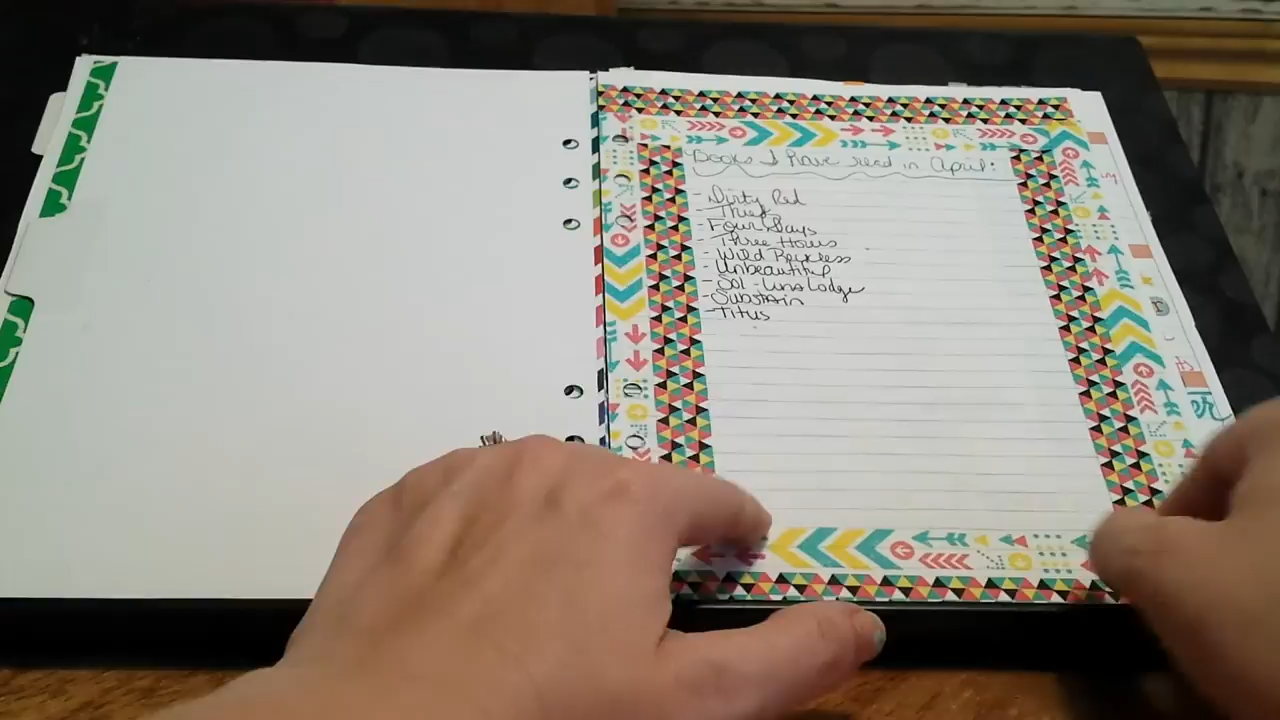 Books I have read in April:
- Dirty Red
- Thief
- Four Days
- Three Hours
- Wild Reckless
- Unbeautiful
- Sol - Luna Lodge
- Substain
- Titus